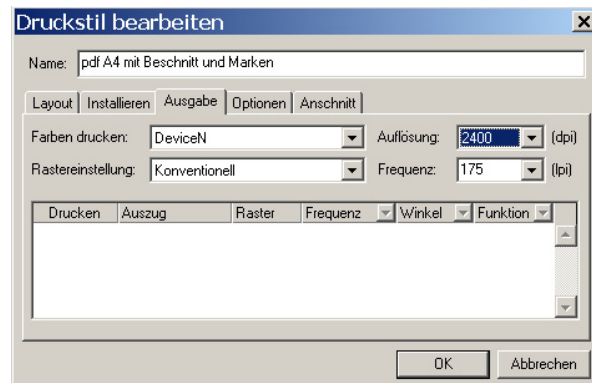 Druckstil bearbeiten
Name: pdf A4 mit Beschnitt und Marken
Layout Installieren Ausgabe Optionen Anschnitt
Farben drucken: DeviceN Auflösung: 2400 (dpi)
Rastereinstellung: Konventionell Frequenz: 175 (lpi)
Drucken Auszug Raster Frequenz Winkel Funktion
OK Abbrechen